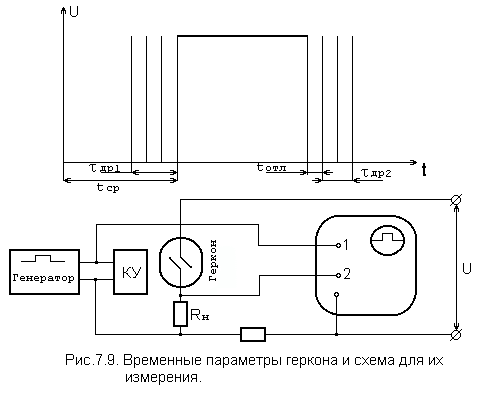 U
τдр1
tотл
τдр2
t
tср
Генератор
КУ
Геркон
Rн
1
2
U
Рис.7.9. Временные параметры геркона и схема для их
измерения.